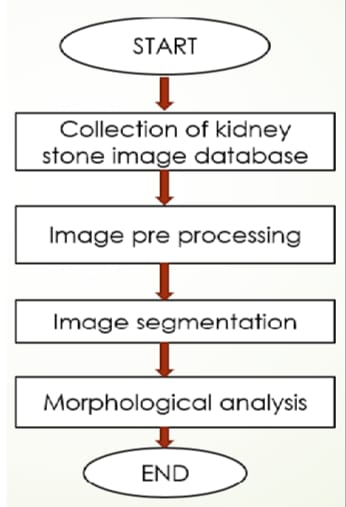 START
Collection of kidney
stone image database
Image pre processing
Image segmentation
Morphological analysis
END